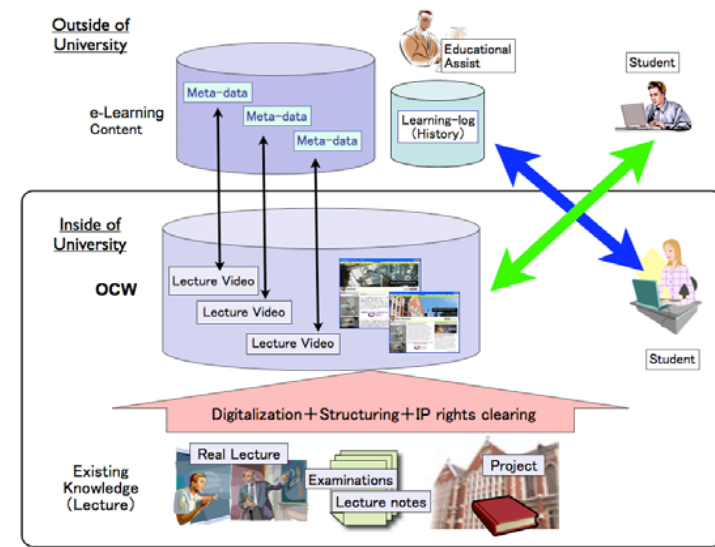 Outside of
University
Educational
Assist
Student
Meta-data
Meta-data
Meta-data
e-Learning
Content
Learning-log
(History)
Inside of
University
OCW
Lecture Video
Lecture Video
Lecture Video
Student
Digitalization+Structuring+IP rights clearing
Existing
Knowledge
(Lecture)
Real Lecture
Examinations
Lecture notes
Project